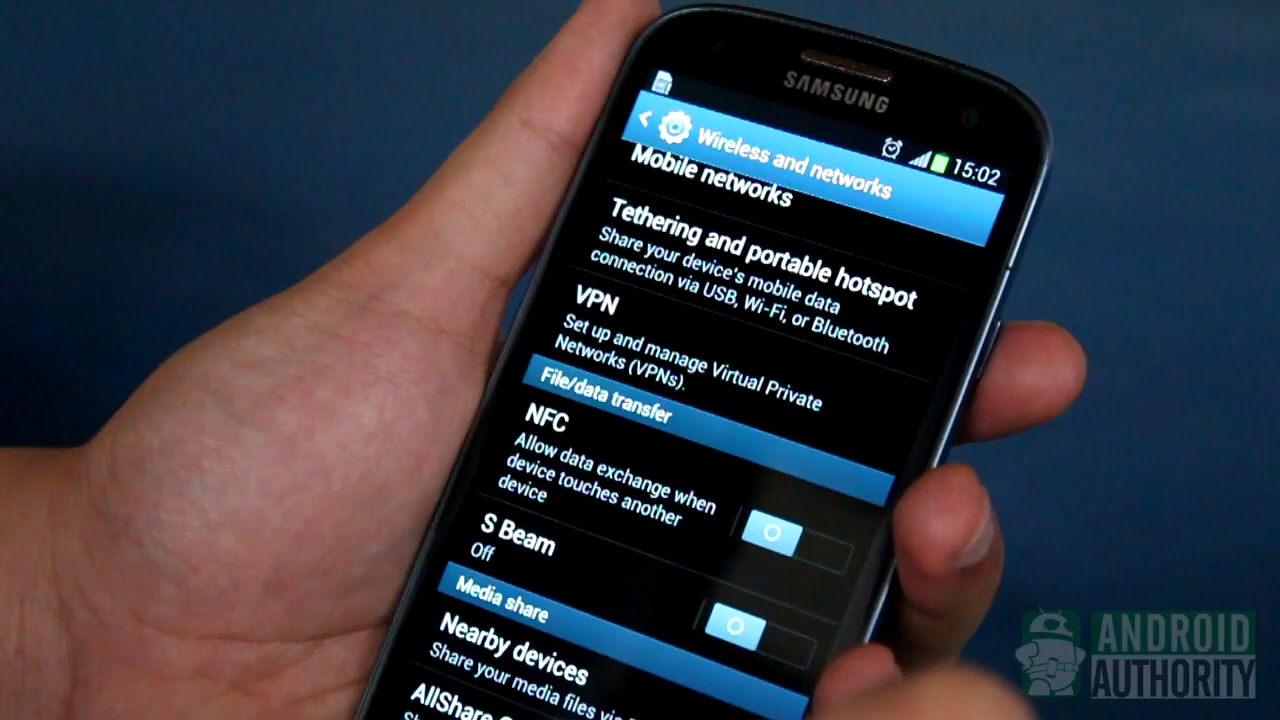 SAMSUNG
15:02
Wireless and networks
Mobile networks
Tethering and portable hotspot
Share your device's mobile data
connection via USB, Wi-Fi, or Bluetooth
VPN
Set up and manage Virtual Private
Networks (VPNs).
File/data transfer
NFC
Allow data exchange when
device touches another
device
S Beam
Off
Media share
Nearby devices
Share your media files via
AllShare
ANDROID
AUTHORITY